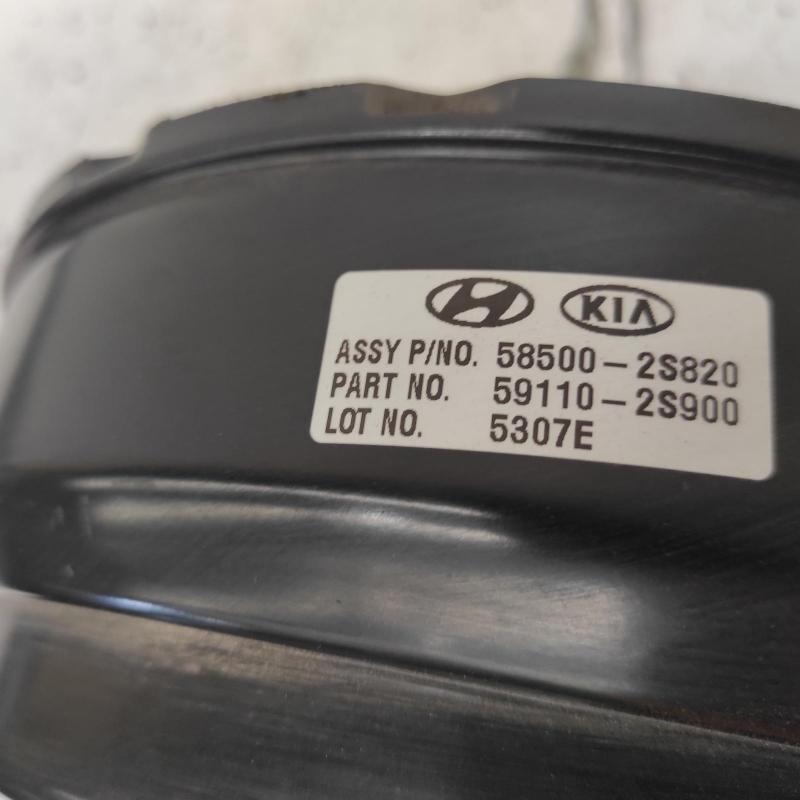 KIA
ASSY P/NO. 58500-2S820
PART NO. 59110-2S900
LOT NO. 5307E